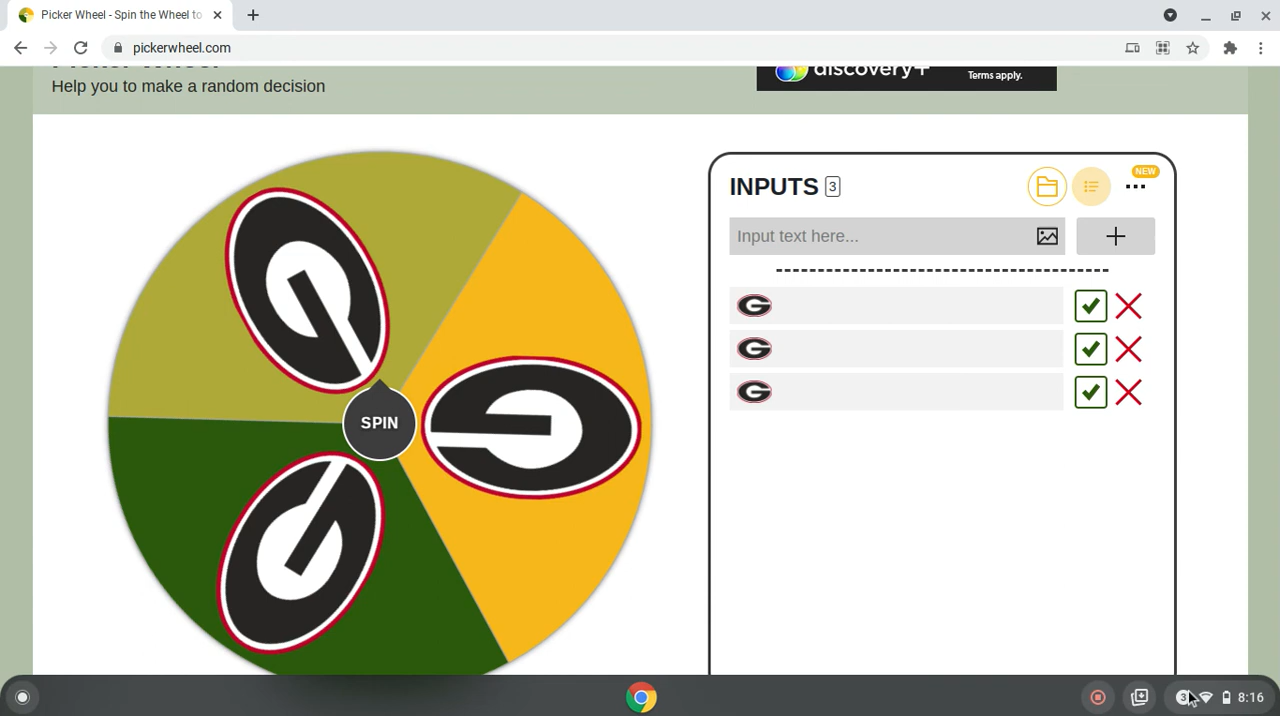 Picker Wheel - Spin the Wheel to
pickerwheel.com
Help you to make a random decision
discovery+
Terms apply.
INPUTS 3
NEW
Input text here...
G
G
G
G
SPIN
G
G
3
8:16